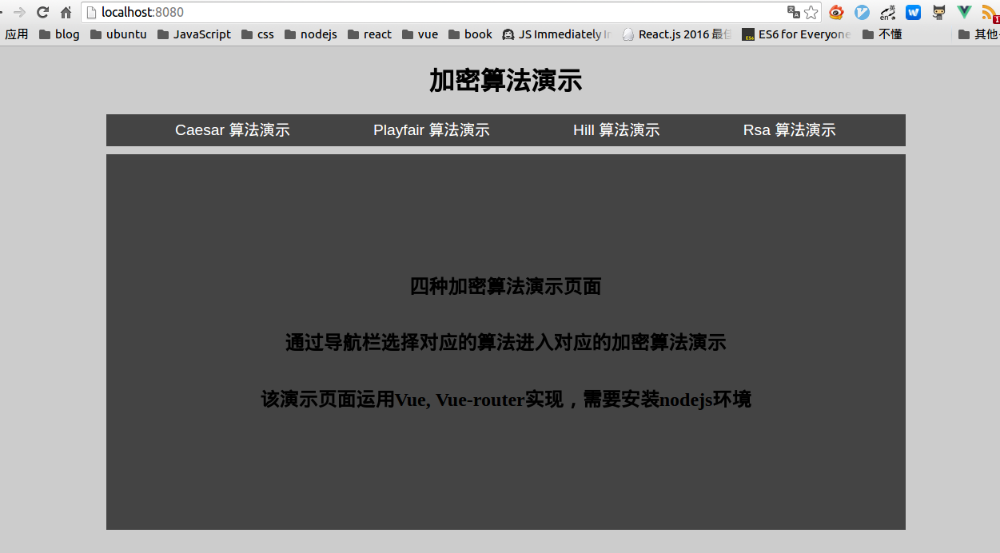 localhost:8080
应用 blog ubuntu JavaScript css nodejs react vue book JS Immediately React.js 2016 ES6 for Everyone 不懂 其他
加密算法演示
Caesar 算法演示 Playfair 算法演示 Hill 算法演示 Rsa 算法演示
四种加密算法演示页面
通过导航栏选择对应的算法进入对应的加密算法演示
该演示页面运用Vue, Vue-router实现，需要安装nodejs环境